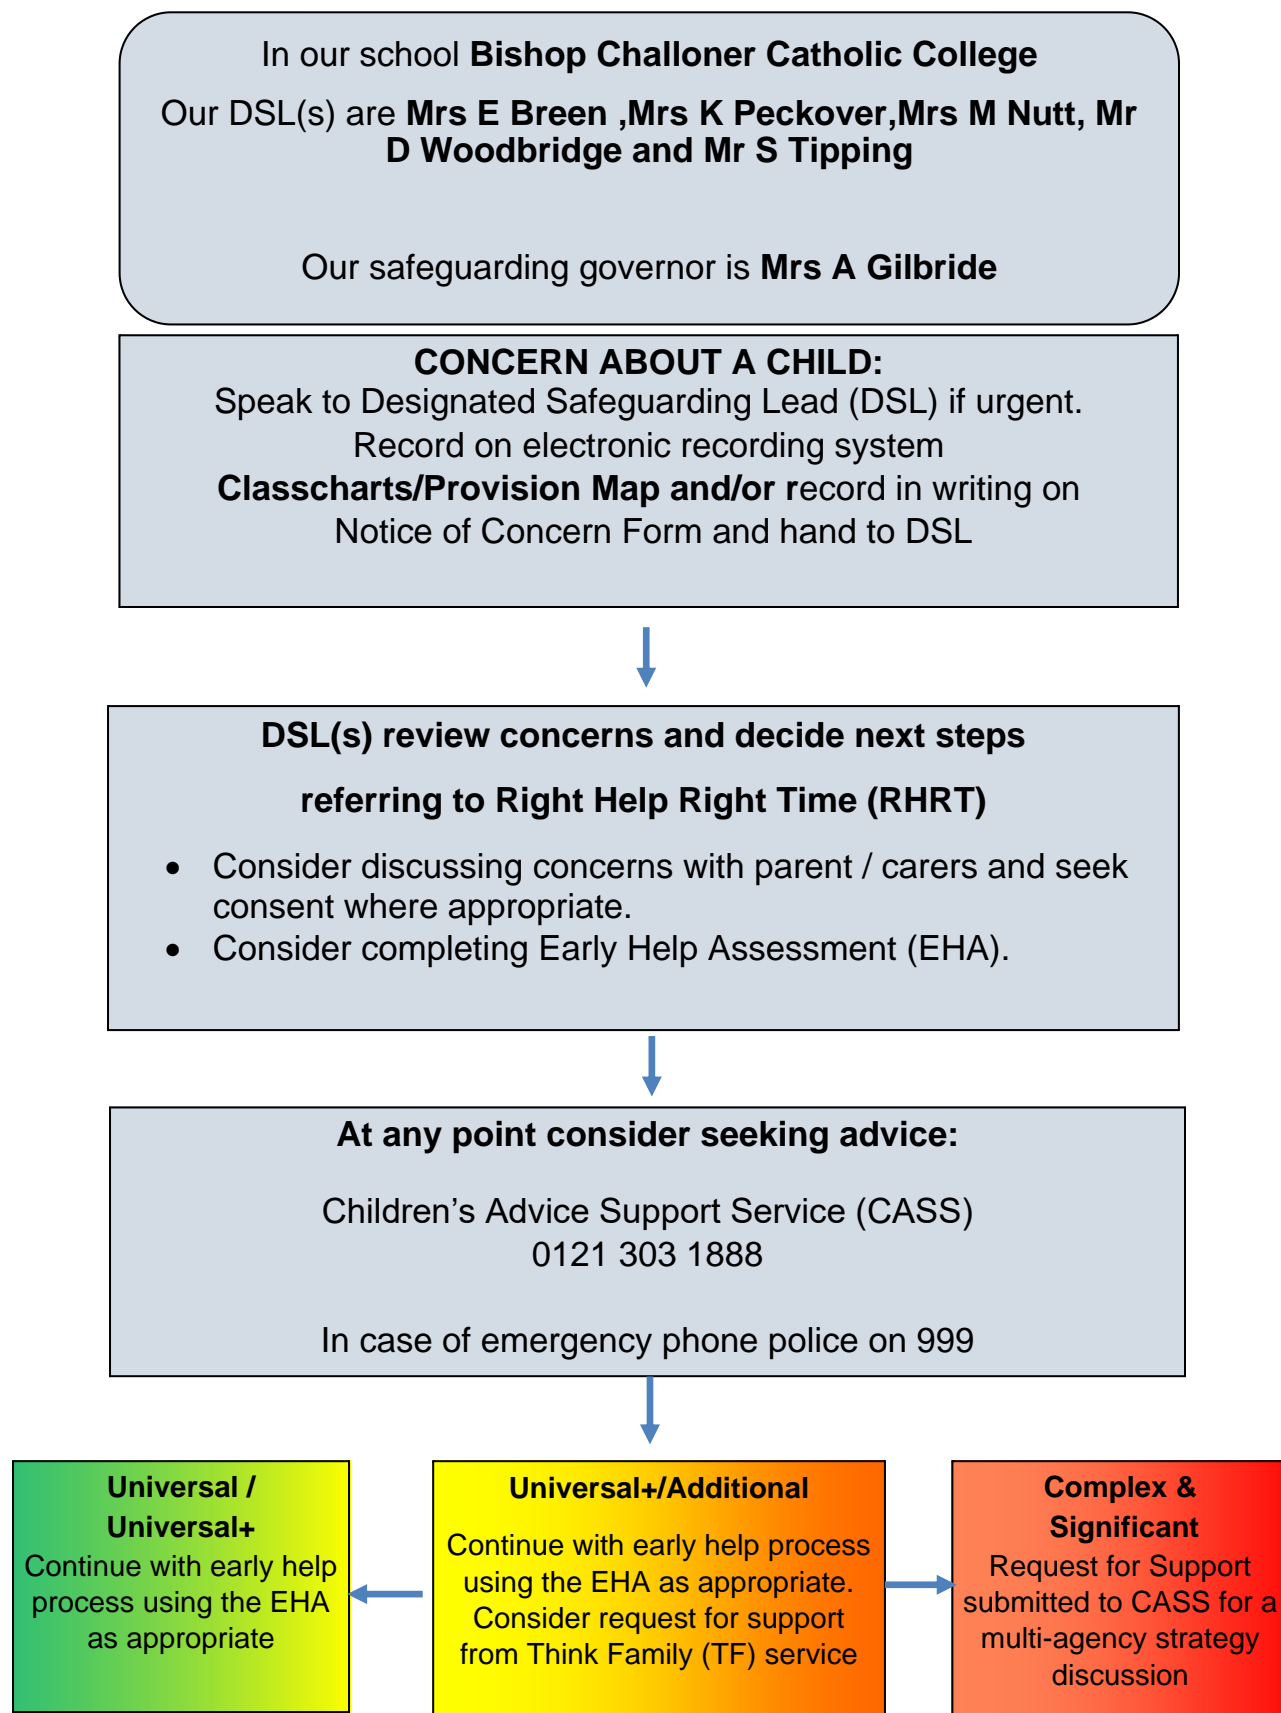 In our school Bishop Challoner Catholic College
Our DSL(s) are Mrs E Breen ,Mrs K Peckover,Mrs M Nutt, Mr
D Woodbridge and Mr S Tipping
Our safeguarding governor is Mrs A Gilbride
CONCERN ABOUT A CHILD:
Speak to Designated Safeguarding Lead (DSL) if urgent.
Record on electronic recording system
Classcharts/Provision Map and/or record in writing on
Notice of Concern Form and hand to DSL
DSL(s) review concerns and decide next steps
referring to Right Help Right Time (RHRT)
• Consider discussing concerns with parent / carers and seek
consent where appropriate.
• Consider completing Early Help Assessment (EHA).
At any point consider seeking advice:
Children’s Advice Support Service (CASS)
0121 303 1888
In case of emergency phone police on 999
Universal /
Universal+
Continue with early help
process using the EHA
as appropriate
Universal+/Additional
Continue with early help process
using the EHA as appropriate.
Consider request for support
from Think Family (TF) service
Complex &
Significant
Request for Support
submitted to CASS for a
multi-agency strategy
discussion